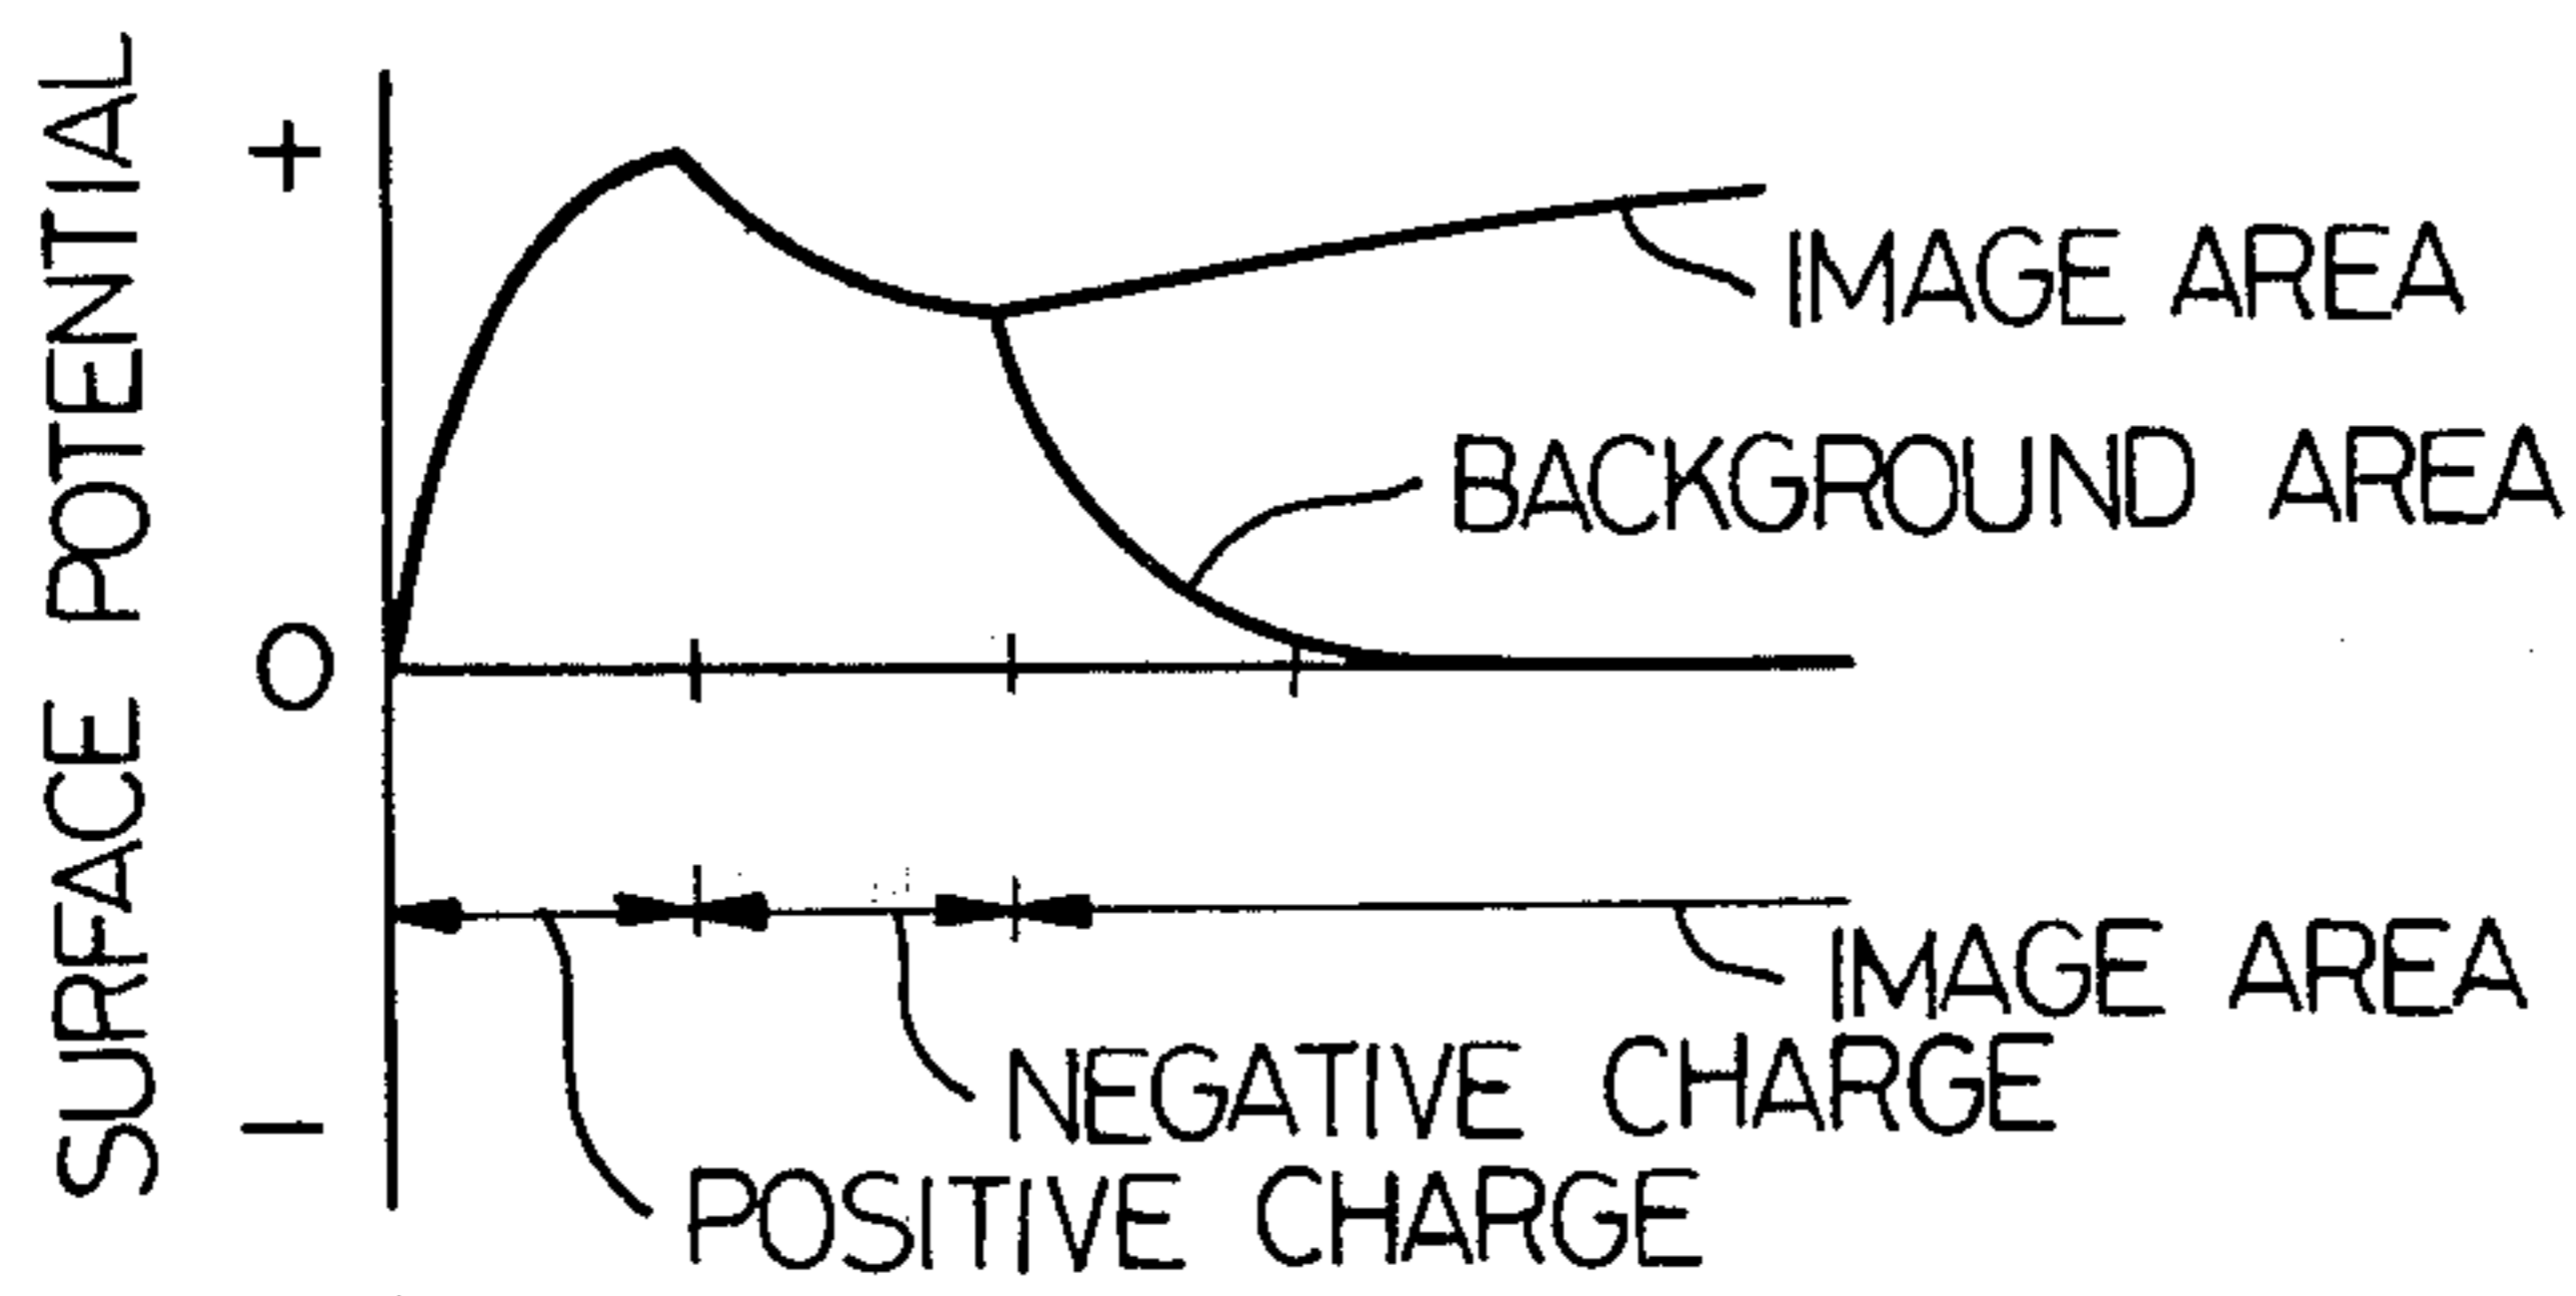 SURFACE POTENTIAL
+
IMAGE AREA
BACKGROUND AREA
0
IMAGE AREA
NEGATIVE CHARGE
−
POSITIVE CHARGE